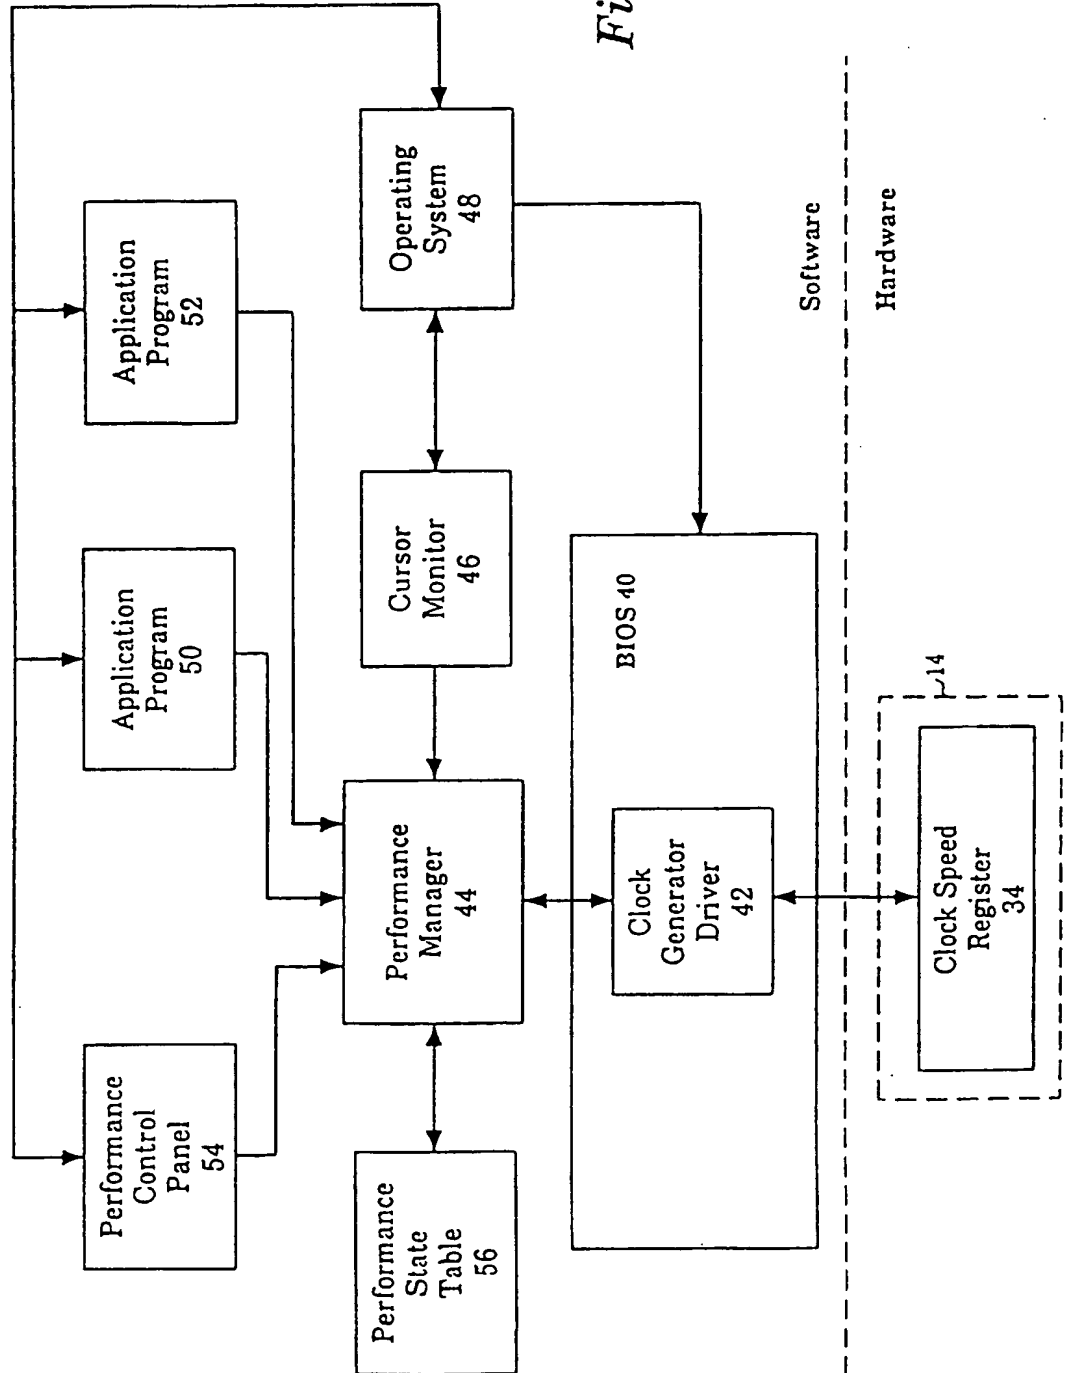 Performance
Control
Panel
54
Application
Program
50
Application
Program
52
Performance
State
Table
56
Performance
Manager
44
Cursor
Monitor
46
Operating
System
48
BIOS 40
Clock
Generator
Driver
42
Software
Hardware
14
Clock Speed
Register
34
Fi